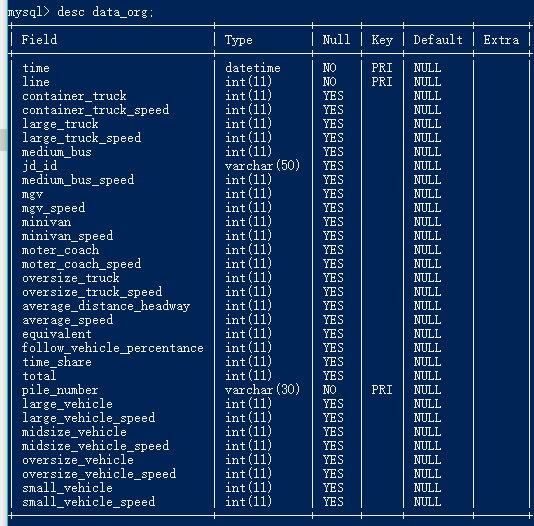 mysql> desc data_org;
| Field | Type | Null | Key | Default | Extra |
| time | datetime | NO | PRI | NULL | |
| line | int(11) | NO | PRI | NULL | |
| container_truck | int(11) | YES | | NULL | |
| container_truck_speed | int(11) | YES | | NULL | |
| large_truck | int(11) | YES | | NULL | |
| large_truck_speed | int(11) | YES | | NULL | |
| medium_bus | int(11) | YES | | NULL | |
| jd_id | varchar(50) | YES | | NULL | |
| medium_bus_speed | int(11) | YES | | NULL | |
| mgv | int(11) | YES | | NULL | |
| mgv_speed | int(11) | YES | | NULL | |
| minivan | int(11) | YES | | NULL | |
| minivan_speed | int(11) | YES | | NULL | |
| moter_coach | int(11) | YES | | NULL | |
| moter_coach_speed | int(11) | YES | | NULL | |
| oversize_truck | int(11) | YES | | NULL | |
| oversize_truck_speed | int(11) | YES | | NULL | |
| average_distance_headway | int(11) | YES | | NULL | |
| average_speed | int(11) | YES | | NULL | |
| equivalent | int(11) | YES | | NULL | |
| follow_vehicle_percentance | int(11) | YES | | NULL | |
| time_share | int(11) | YES | | NULL | |
| total | int(11) | YES | | NULL | |
| pile_number | varchar(30) | NO | PRI | NULL | |
| large_vehicle | int(11) | YES | | NULL | |
| large_vehicle_speed | int(11) | YES | | NULL | |
| midsize_vehicle | int(11) | YES | | NULL | |
| midsize_vehicle_speed | int(11) | YES | | NULL | |
| oversize_vehicle | int(11) | YES | | NULL | |
| oversize_vehicle_speed | int(11) | YES | | NULL | |
| small_vehicle | int(11) | YES | | NULL | |
| small_vehicle_speed | int(11) | YES | | NULL | |